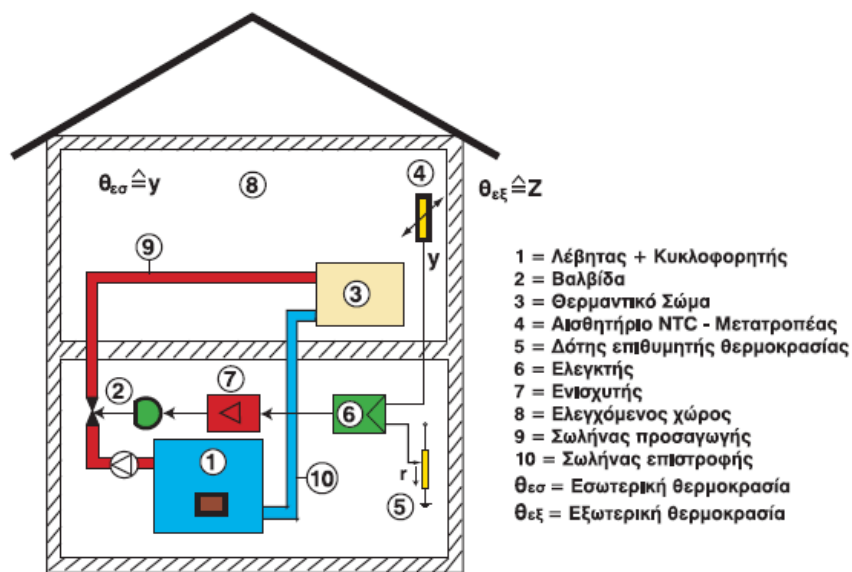 θεσ ≙ y
8
4
θεξ ≙ Z
9
y
3
2
7
6
1
10
r
5
1 = Λέβητας + Κυκλοφορητής
2 = Βαλβίδα
3 = Θερμαντικό Σώμα
4 = Αισθητήριο NTC - Μετατροπέας
5 = Δότης επιθυμητής θερμοκρασίας
6 = Ελεγκτής
7 = Ενισχυτής
8 = Ελεγχόμενος χώρος
9 = Σωλήνας προσαγωγής
10 = Σωλήνας επιστροφής
θεσ = Εσωτερική θερμοκρασία
θεξ = Εξωτερική θερμοκρασία